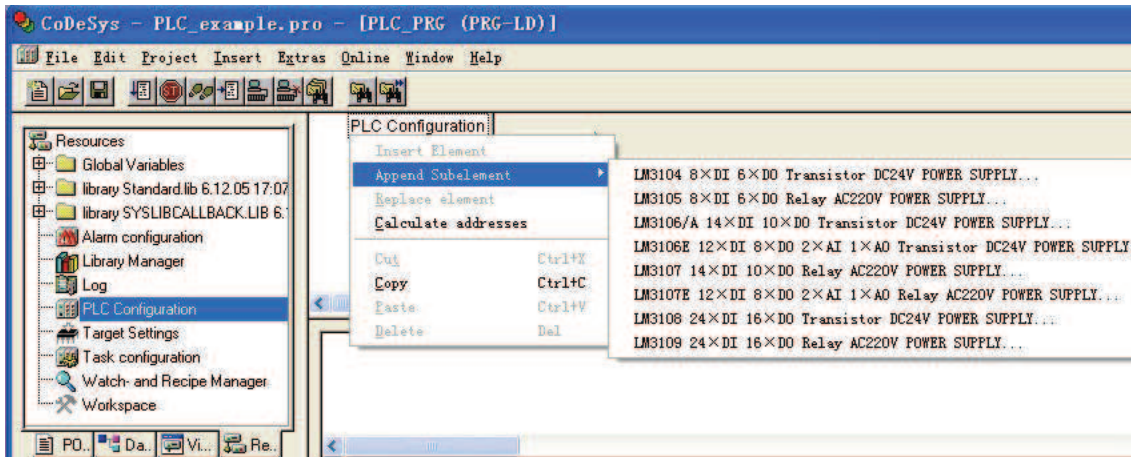 CoDeSys - PLC_example.pro - [PLC_PRG (PRG-LD)]
File Edit Project Insert Extras Online Window Help
Resources
Global Variables
library Standard.lib 6.12.05 17:07
library SYSLIBCALLBACK.LIB 6.
Alarm configuration
Library Manager
Log
PLC Configuration
Target Settings
Task configuration
Watch- and Recipe Manager
Workspace
PO.. Da.. Vi... Re..
PLC Configuration
Insert Element
Append Subelement
Replace element
Calculate addresses
Cut Ctrl+X
Copy Ctrl+C
Paste Ctrl+V
Delete Del
LM3104 8×DI 6×DO Transistor DC24V POWER SUPPLY...
LM3105 8×DI 6×DO Relay AC220V POWER SUPPLY...
LM3106/A 14×DI 10×DO Transistor DC24V POWER SUPPLY...
LM3106E 12×DI 8×DO 2×AI 1×AO Transistor DC24V POWER SUPPLY
LM3107 14×DI 10×DO Relay AC220V POWER SUPPLY...
LM3107E 12×DI 8×DO 2×AI 1×AO Relay AC220V POWER SUPPLY...
LM3108 24×DI 16×DO Transistor DC24V POWER SUPPLY...
LM3109 24×DI 16×DO Relay AC220V POWER SUPPLY...